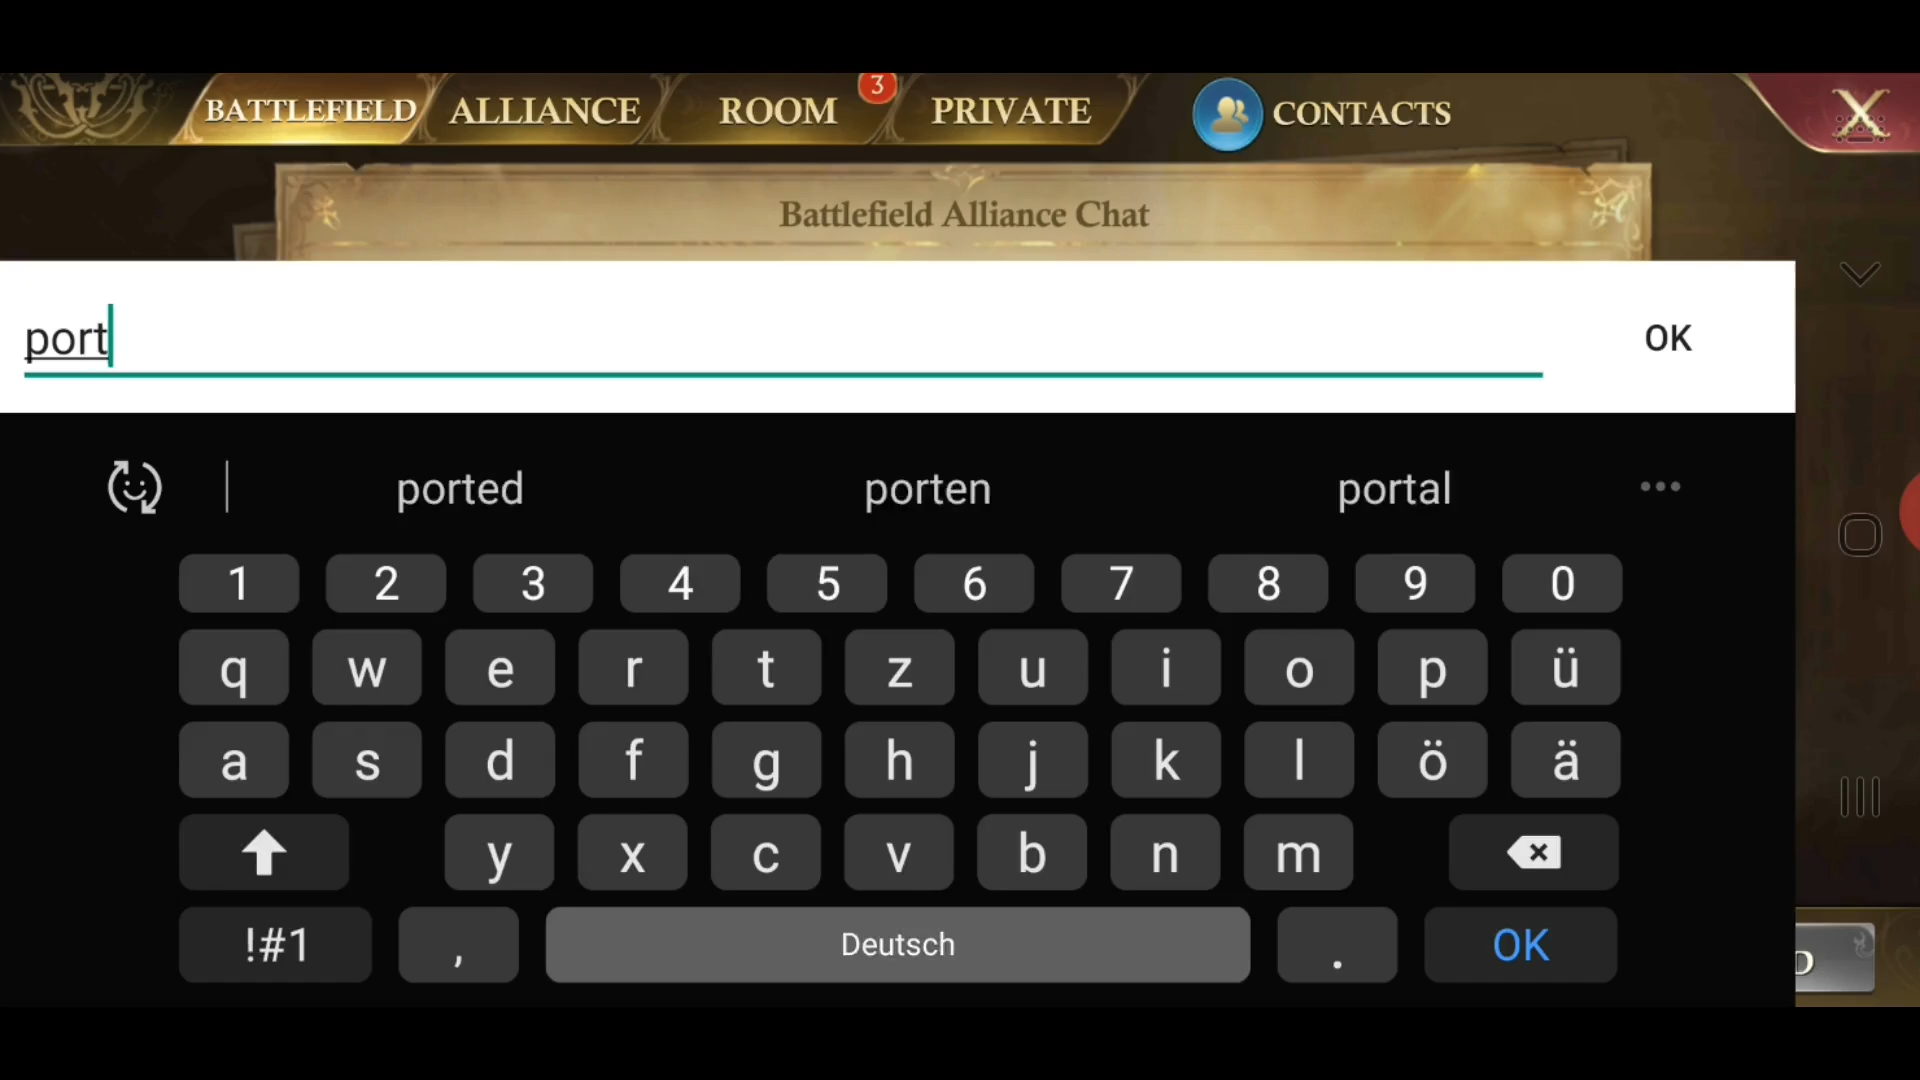 BATTLEFIELD ALLIANCE ROOM 3 PRIVATE CONTACTS
Battlefield Alliance Chat
port OK
ported porten portal
1 2 3 4 5 6 7 8 9 0
q w e r t z u i o p ü
a s d f g h j k l ö ä
y x c v b n m
!#1 , Deutsch . OK
D